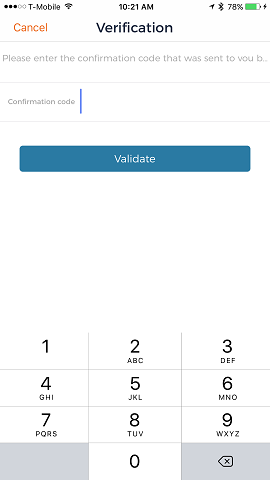 T-Mobile 10:21 AM 78%
Cancel Verification
Please enter the confirmation code that was sent to you b...
Confirmation code
Validate
1 2 3
ABC DEF
4 5 6
GHI JKL MNO
7 8 9
PQRS TUV WXYZ
0